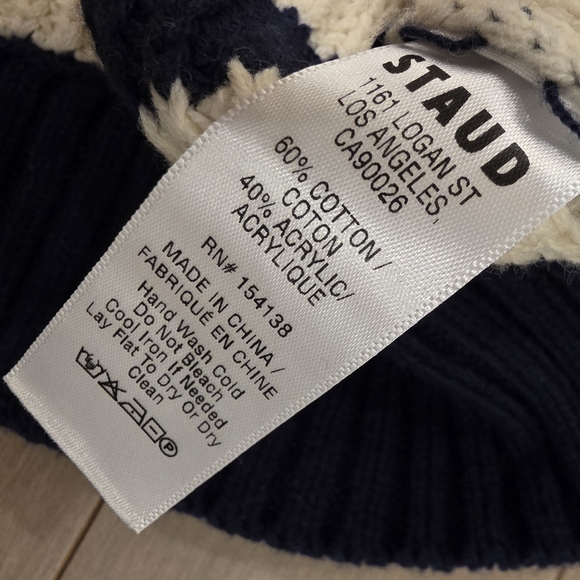 STAUD
1161 LOGAN ST
LOS ANGELES,
CA90026
60% COTTON /
COTON
40% ACRYLIC/
ACRYLIQUE
RN# 154138
MADE IN CHINA /
FABRIQUÉ EN CHINE
Hand Wash Cold
Do Not Bleach
Cool Iron If Needed
Lay Flat To Dry Or Dry
Clean
P